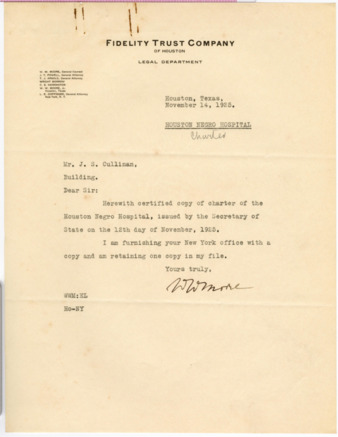 FIDELITY TRUST COMPANY
OF HOUSTON
LEGAL DEPARTMENT
Houston, Texas.
November 14, 1925.
HOUSTON NEGRO HOSPITAL
Charter
Mr. J. S. Cullinan,
Building.
Dear Sir:
Herewith certified copy of charter of the
Houston Negro Hospital, issued by the Secretary of
State on the 12th day of November, 1925.
I am furnishing your New York office with a
copy and am retaining one copy in my file.
Yours truly,
WWMoore
WWM:EL
Ho-NY